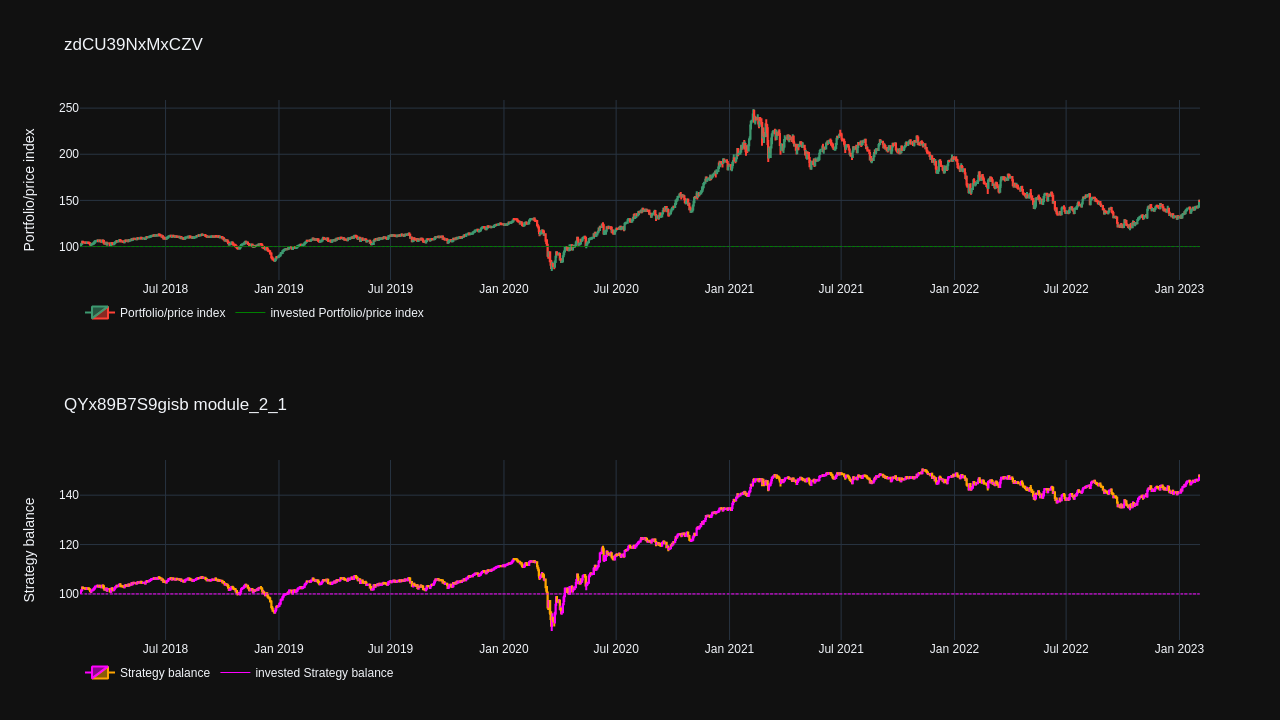 zdCU39NxMxCZV
Portfolio/price index
250
200
150
100
Jul 2018 Jan 2019 Jul 2019 Jan 2020 Jul 2020 Jan 2021 Jul 2021 Jan 2022 Jul 2022 Jan 2023
Portfolio/price index invested Portfolio/price index
QYx89B7S9gisb module_2_1
Strategy balance
140
120
100
Jul 2018 Jan 2019 Jul 2019 Jan 2020 Jul 2020 Jan 2021 Jul 2021 Jan 2022 Jul 2022 Jan 2023
Strategy balance invested Strategy balance